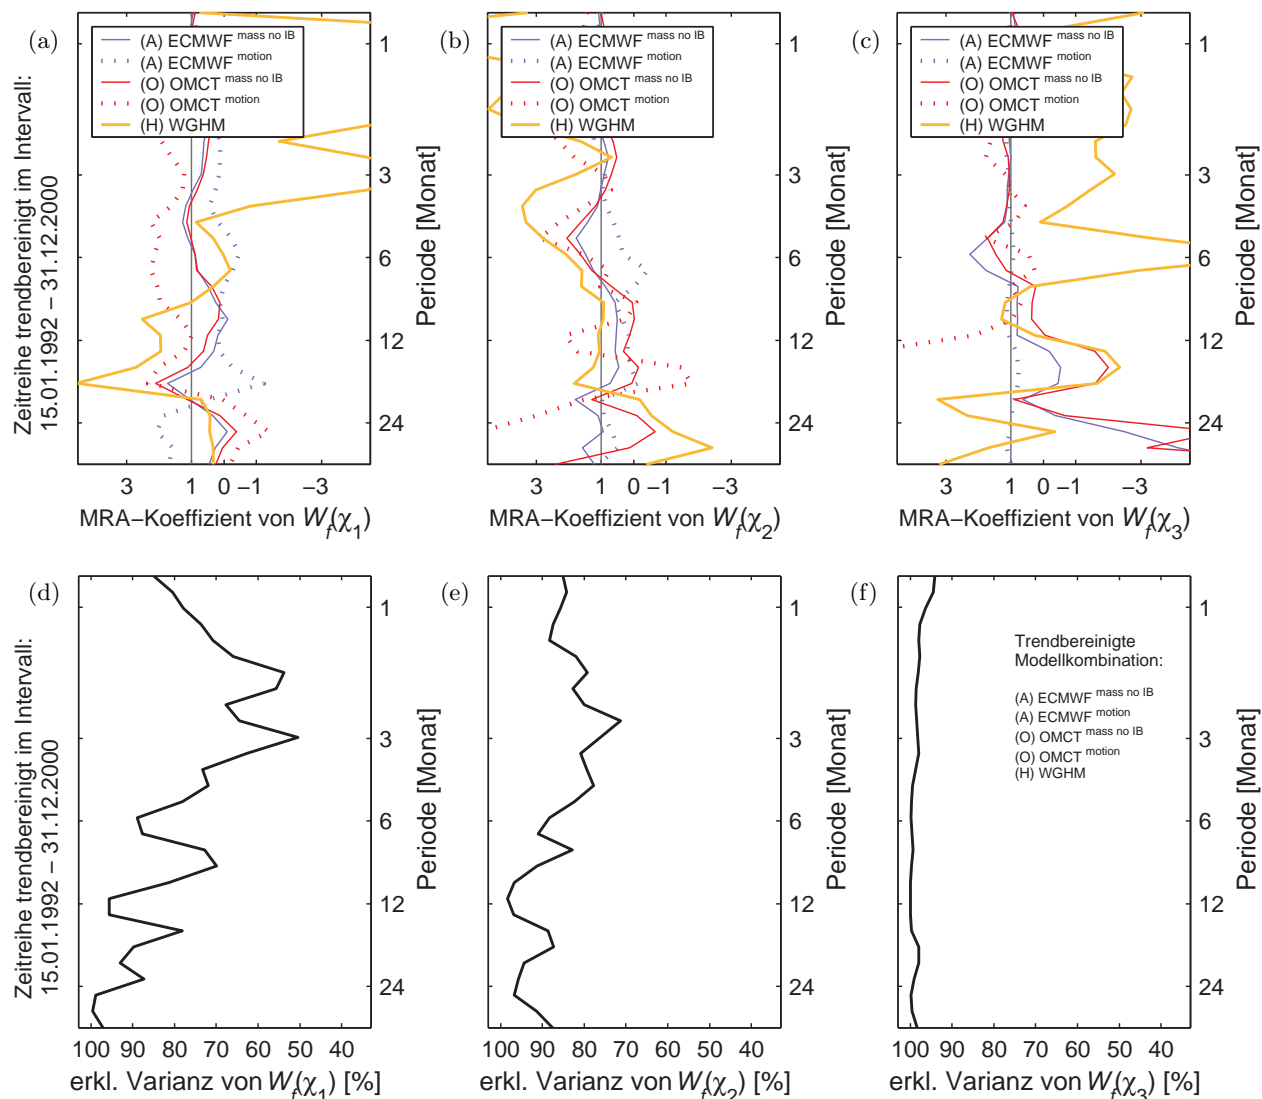 (a)
(A) ECMWF mass no IB
(A) ECMWF motion
(O) OMCT mass no IB
(O) OMCT motion
(H) WGHM
1
3
6
12
24
Periode [Monat]
Zeitreihe trendbereinigt im Intervall:
15.01.1992 − 31.12.2000
3 1 0 −1 −3
MRA−Koeffizient von Wf(χ1)
(b)
(A) ECMWF mass no IB
(A) ECMWF motion
(O) OMCT mass no IB
(O) OMCT motion
(H) WGHM
1
3
6
12
24
Periode [Monat]
3 1 0 −1 −3
MRA−Koeffizient von Wf(χ2)
(c)
(A) ECMWF mass no IB
(A) ECMWF motion
(O) OMCT mass no IB
(O) OMCT motion
(H) WGHM
1
3
6
12
24
Periode [Monat]
3 1 0 −1 −3
MRA−Koeffizient von Wf(χ3)
(d)
1
3
6
12
24
Periode [Monat]
Zeitreihe trendbereinigt im Intervall:
15.01.1992 − 31.12.2000
100 90 80 70 60 50 40
erkl. Varianz von Wf(χ1) [%]
(e)
1
3
6
12
24
Periode [Monat]
100 90 80 70 60 50 40
erkl. Varianz von Wf(χ2) [%]
(f)
Trendbereinigte
Modellkombination:
(A) ECMWF mass no IB
(A) ECMWF motion
(O) OMCT mass no IB
(O) OMCT motion
(H) WGHM
1
3
6
12
24
Periode [Monat]
100 90 80 70 60 50 40
erkl. Varianz von Wf(χ3) [%]